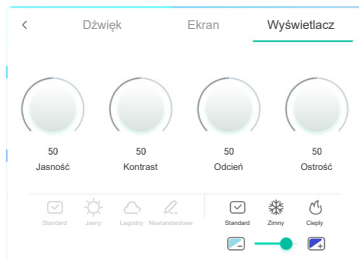 Dźwięk Ekran Wyświetlacz
50 50 50 50
Jasność Kontrast Odcień Ostrość
Standard Jasny Łagodny Niestandardowe Standard Zimny Ciepły